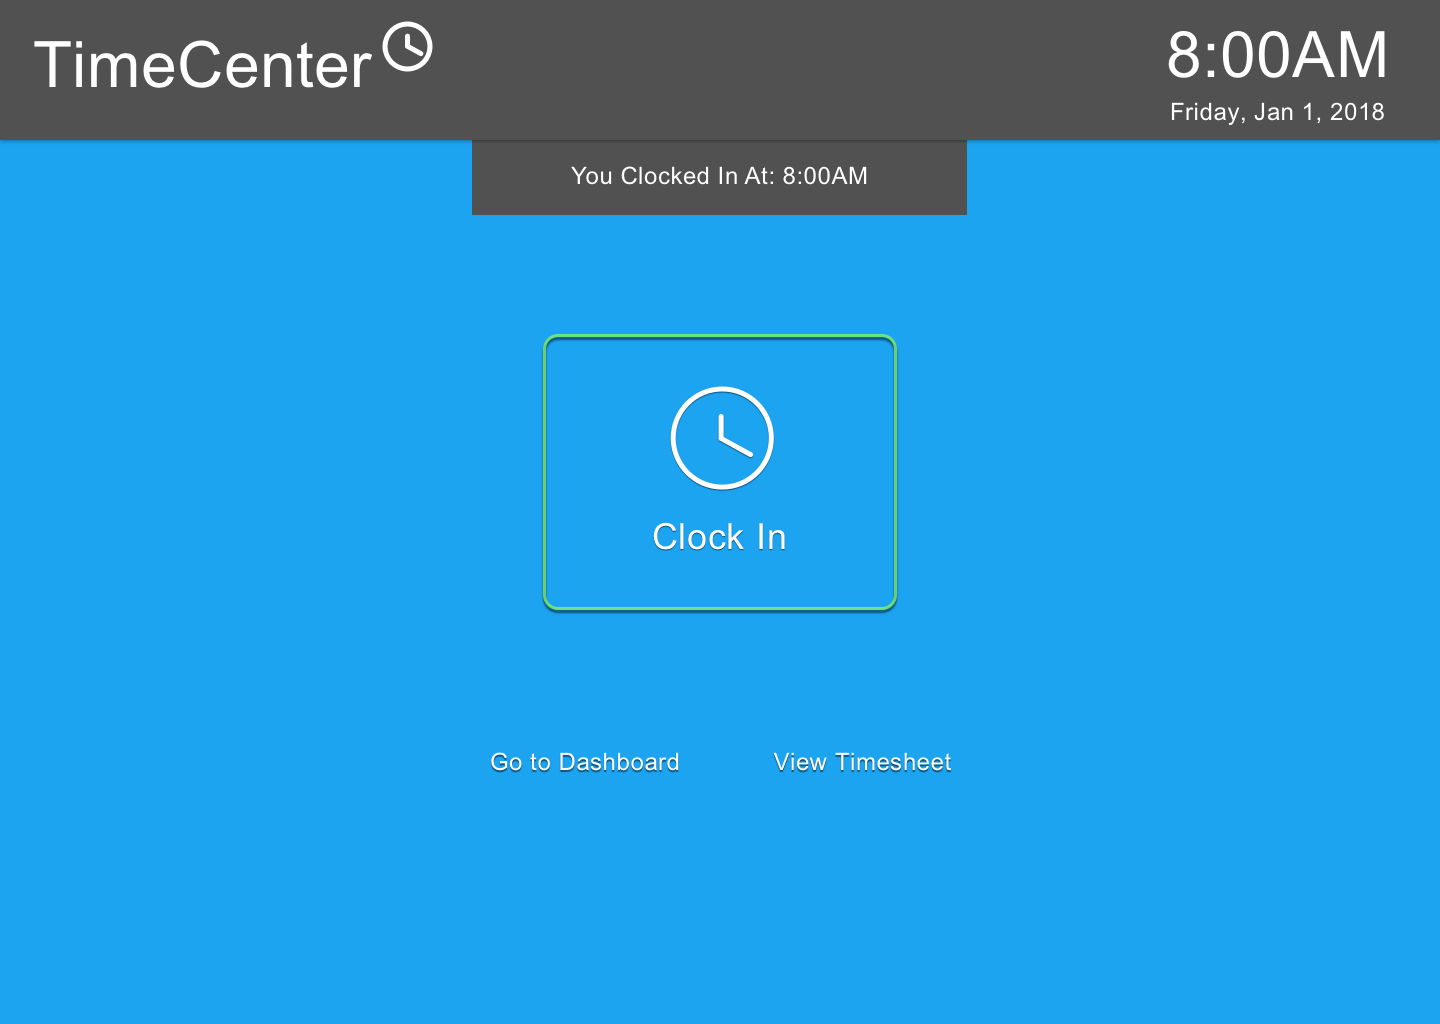 TimeCenter
8:00AM
Friday, Jan 1, 2018
You Clocked In At: 8:00AM
Clock In
Go to Dashboard
View Timesheet